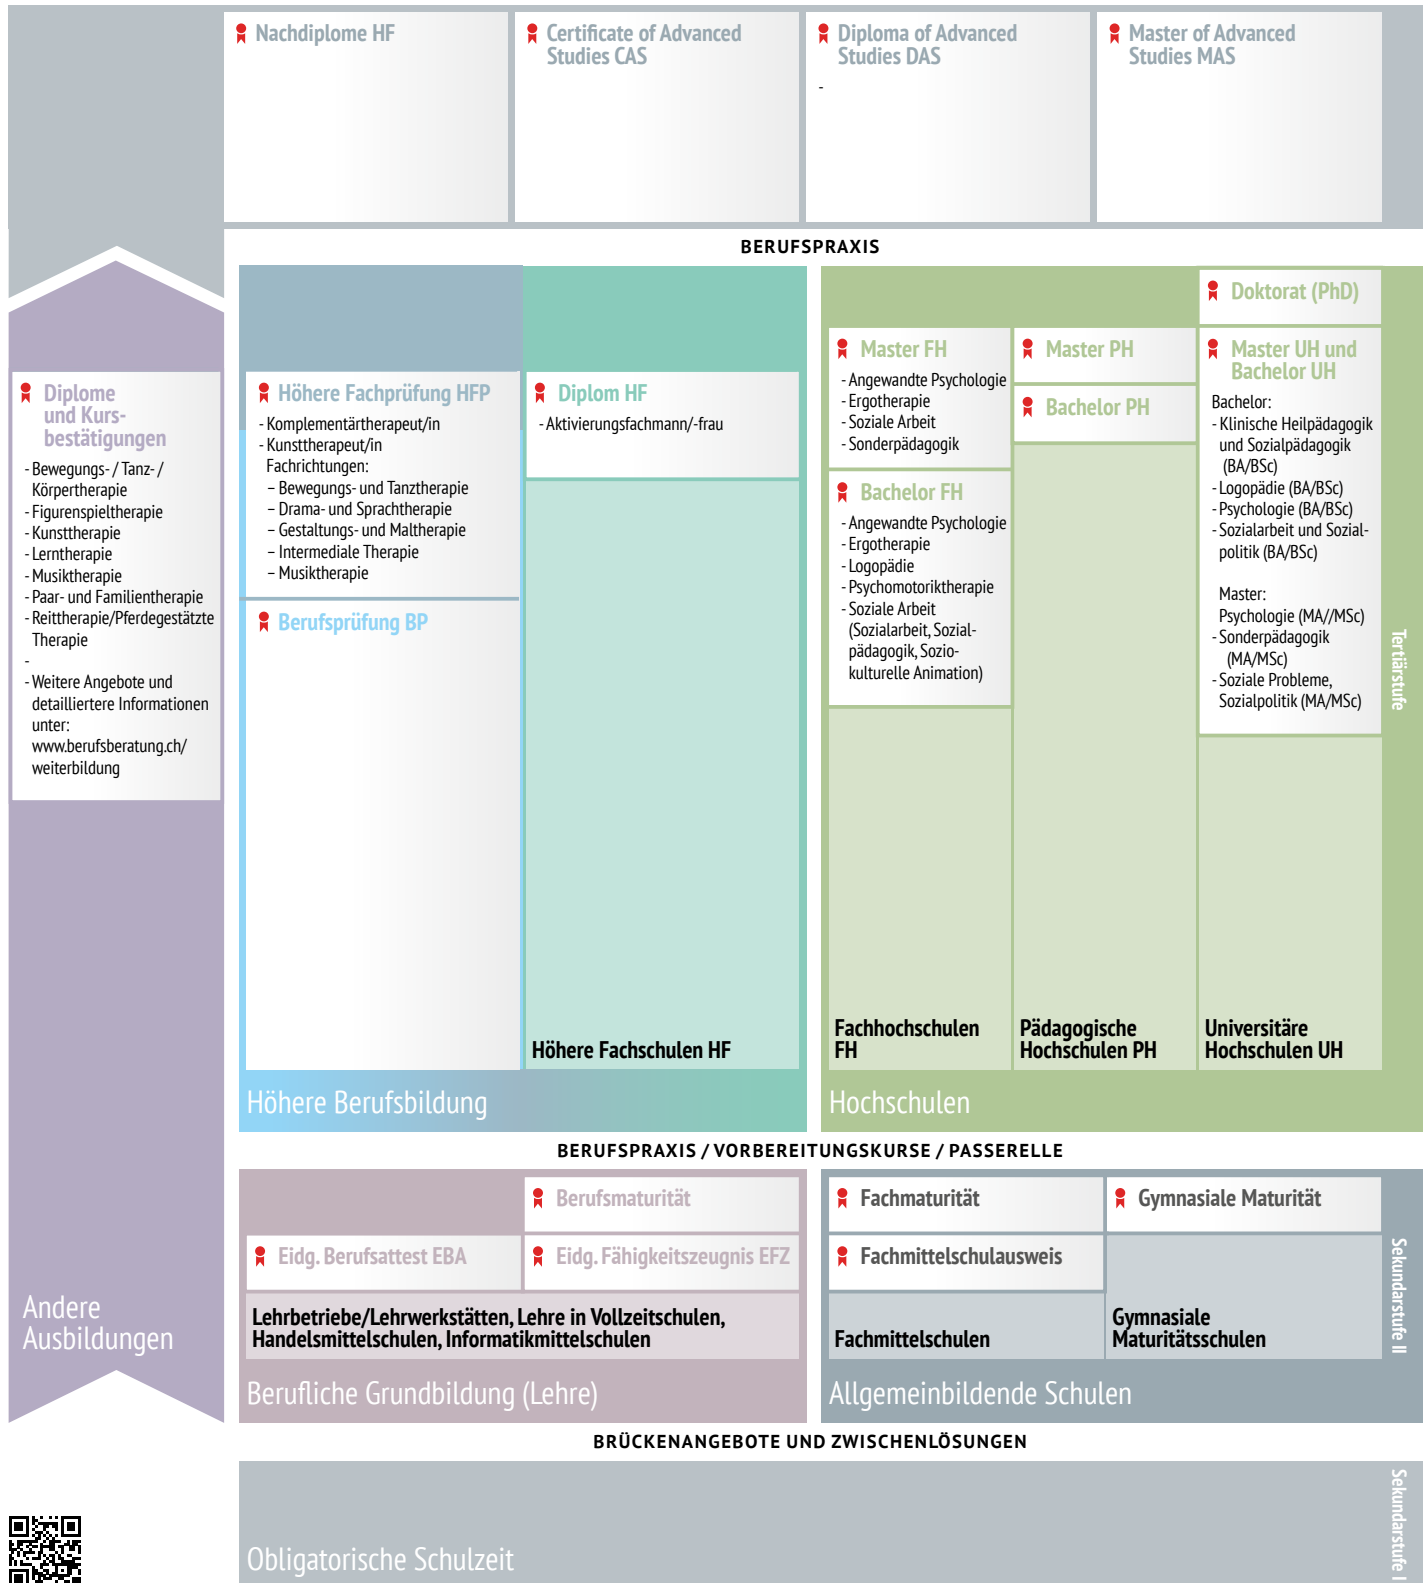 Nachdiplome HF
Certificate of Advanced
Studies CAS
Diploma of Advanced
Studies DAS
-
Master of Advanced
Studies MAS
BERUFSPRAXIS
Diplome
und Kurs-
bestätigungen
- Bewegungs- / Tanz- /
Körpertherapie
- Figurenspieltherapie
- Kunsttherapie
- Lerntherapie
- Musiktherapie
- Paar- und Familientherapie
- Reittherapie/Pferdegestätzte
Therapie
-
- Weitere Angebote und
detailliertere Informationen
unter:
www.berufsberatung.ch/
weiterbildung
Andere
Ausbildungen
Höhere Fachprüfung HFP
- Komplementärtherapeut/in
- Kunsttherapeut/in
Fachrichtungen:
– Bewegungs- und Tanztherapie
– Drama- und Sprachtherapie
– Gestaltungs- und Maltherapie
– Intermediale Therapie
– Musiktherapie
Berufsprüfung BP
Diplom HF
- Aktivierungsfachmann/-frau
Höhere Fachschulen HF
Höhere Berufsbildung
Master FH
- Angewandte Psychologie
- Ergotherapie
- Soziale Arbeit
- Sonderpädagogik
Bachelor FH
- Angewandte Psychologie
- Ergotherapie
- Logopädie
- Psychomotoriktherapie
- Soziale Arbeit
(Sozialarbeit, Sozial-
pädagogik, Sozio-
kulturelle Animation)
Fachhochschulen
FH
Master PH
Bachelor PH
Pädagogische
Hochschulen PH
Doktorat (PhD)
Master UH und
Bachelor UH
Bachelor:
- Klinische Heilpädagogik
und Sozialpädagogik
(BA/BSc)
- Logopädie (BA/BSc)
- Psychologie (BA/BSc)
- Sozialarbeit und Sozial-
politik (BA/BSc)
Master:
Psychologie (MA//MSc)
- Sonderpädagogik
(MA/MSc)
- Soziale Probleme,
Sozialpolitik (MA/MSc)
Universitäre
Hochschulen UH
Hochschulen
Tertiärstufe
BERUFSPRAXIS / VORBEREITUNGSKURSE / PASSERELLE
Berufsmaturität
Eidg. Berufsattest EBA
Eidg. Fähigkeitszeugnis EFZ
Lehrbetriebe/Lehrwerkstätten, Lehre in Vollzeitschulen,
Handelsmittelschulen, Informatikmittelschulen
Berufliche Grundbildung (Lehre)
Fachmaturität
Gymnasiale Maturität
Fachmittelschulausweis
Fachmittelschulen
Gymnasiale
Maturitätsschulen
Allgemeinbildende Schulen
Sekundarstufe II
BRÜCKENANGEBOTE UND ZWISCHENLÖSUNGEN
Obligatorische Schulzeit
Sekundarstufe I